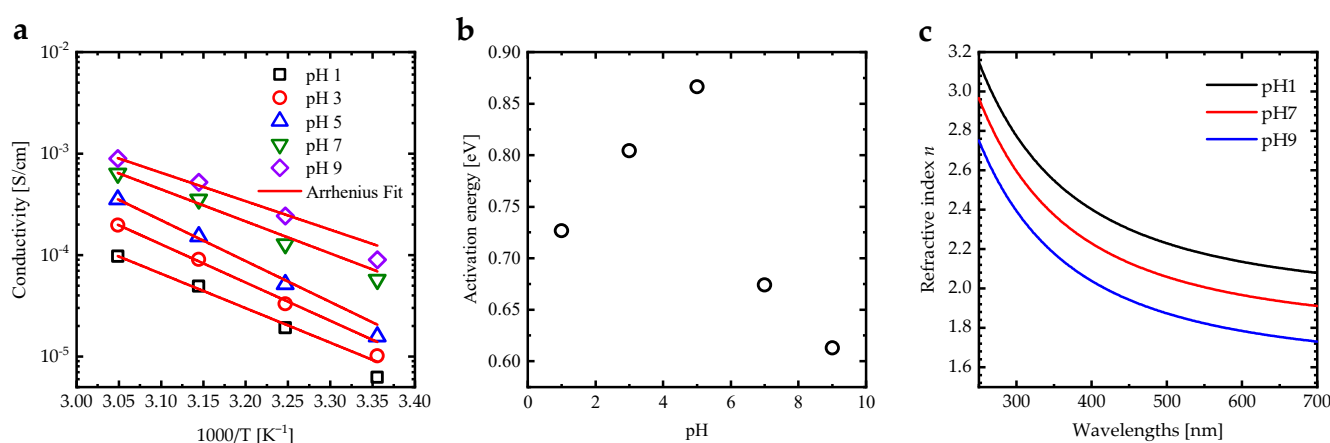 a
10-2
10-3
10-4
10-5
3.00 3.05 3.10 3.15 3.20 3.25 3.30 3.35 3.40
Conductivity [S/cm]
1000/T [K-1]
pH 1
pH 3
pH 5
pH 7
pH 9
Arrhenius Fit
b
0.90
0.85
0.80
0.75
0.70
0.65
0.60
0 2 4 6 8 10
Activation energy [eV]
pH
c
3.2
3.0
2.8
2.6
2.4
2.2
2.0
1.8
1.6
300 400 500 600 700
Refractive index n
Wavelengths [nm]
pH1
pH7
pH9